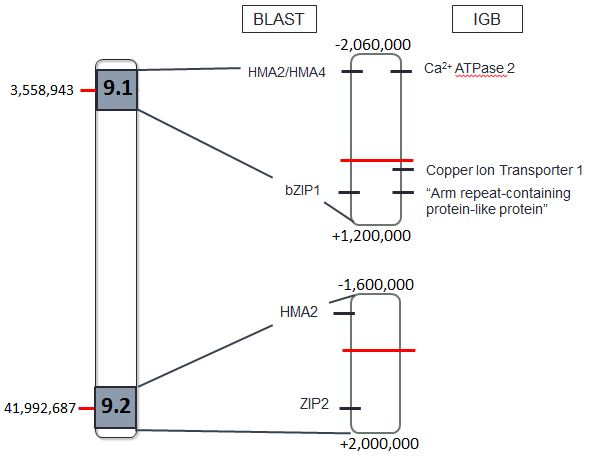 BLAST
IGB
-2,060,000
HMA2/HMA4
Ca²⁺ ATPase 2
9.1
3,558,943
Copper Ion Transporter 1
bZIP1
“Arm repeat-containing
protein-like protein”
+1,200,000
-1,600,000
HMA2
9.2
41,992,687
ZIP2
+2,000,000